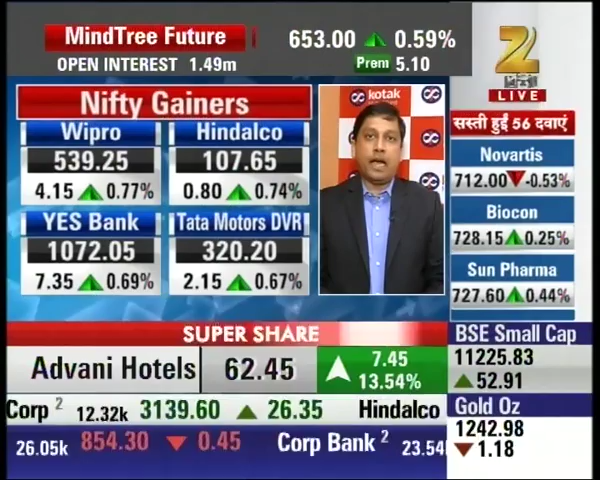 MindTree Future
653.00 0.59%
OPEN INTEREST 1.49m
Prem 5.10
LIVE
Nifty Gainers
Wipro
539.25
4.15 0.77%
Hindalco
107.65
0.80 0.74%
YES Bank
1072.05
7.35 0.69%
Tata Motors DVR
320.20
2.15 0.67%
kotak
सस्ती हुईं 56 दवाएं
Novartis
712.00 -0.53%
Biocon
728.15 0.25%
Sun Pharma
727.60 0.44%
SUPER SHARE
Advani Hotels 62.45 7.45
13.54%
BSE Small Cap
11225.83
52.91
Corp 2 12.32k 3139.60 26.35 Hindalco
Gold Oz
1242.98
1.18
26.05k 854.30 0.45 Corp Bank 2 23.54